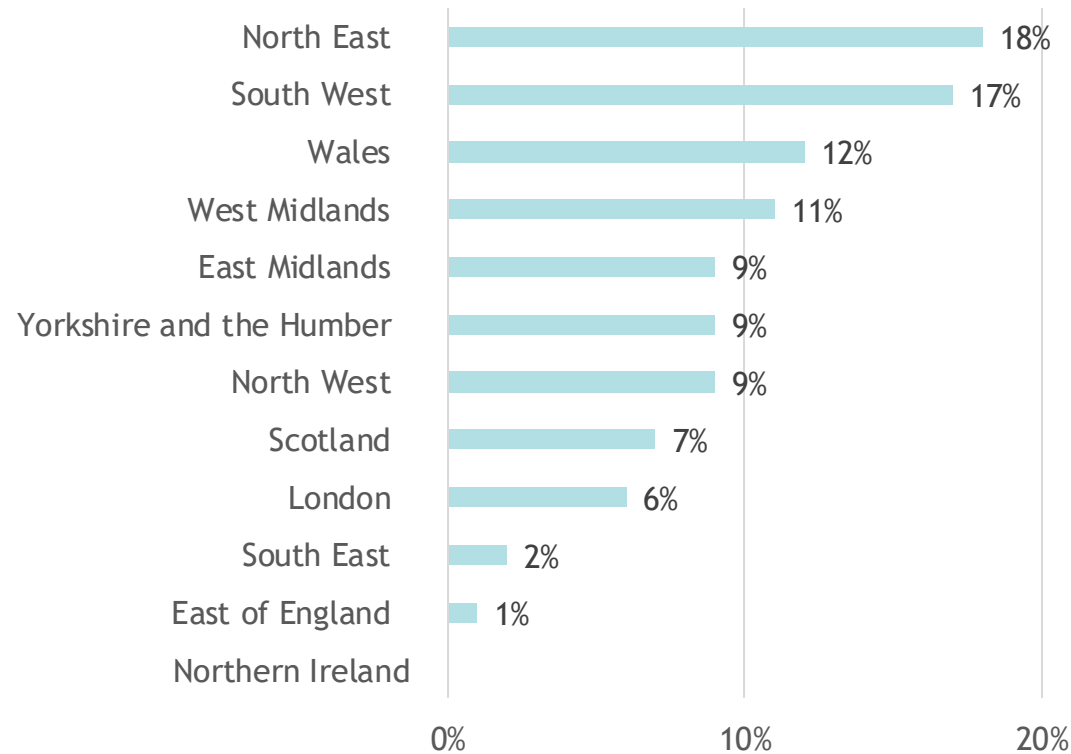 North East 18%
South West 17%
Wales 12%
West Midlands 11%
East Midlands 9%
Yorkshire and the Humber 9%
North West 9%
Scotland 7%
London 6%
South East 2%
East of England 1%
Northern Ireland
0% 10% 20%